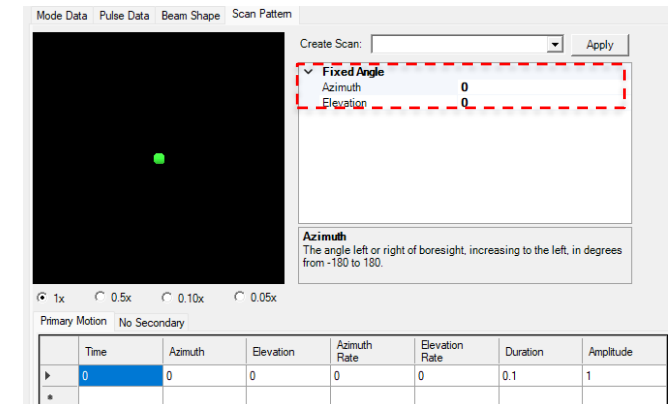 Mode Data Pulse Data Beam Shape Scan Pattern
Create Scan: Apply
Fixed Angle
Azimuth 0
Elevation 0
Azimuth
The angle left or right of boresight, increasing to the left, in degrees
from -180 to 180.
1x 0.5x 0.10x 0.05x
Primary Motion No Secondary
Time Azimuth Elevation Azimuth Rate Elevation Rate Duration Amplitude
0 0 0 0 0 0.1 1